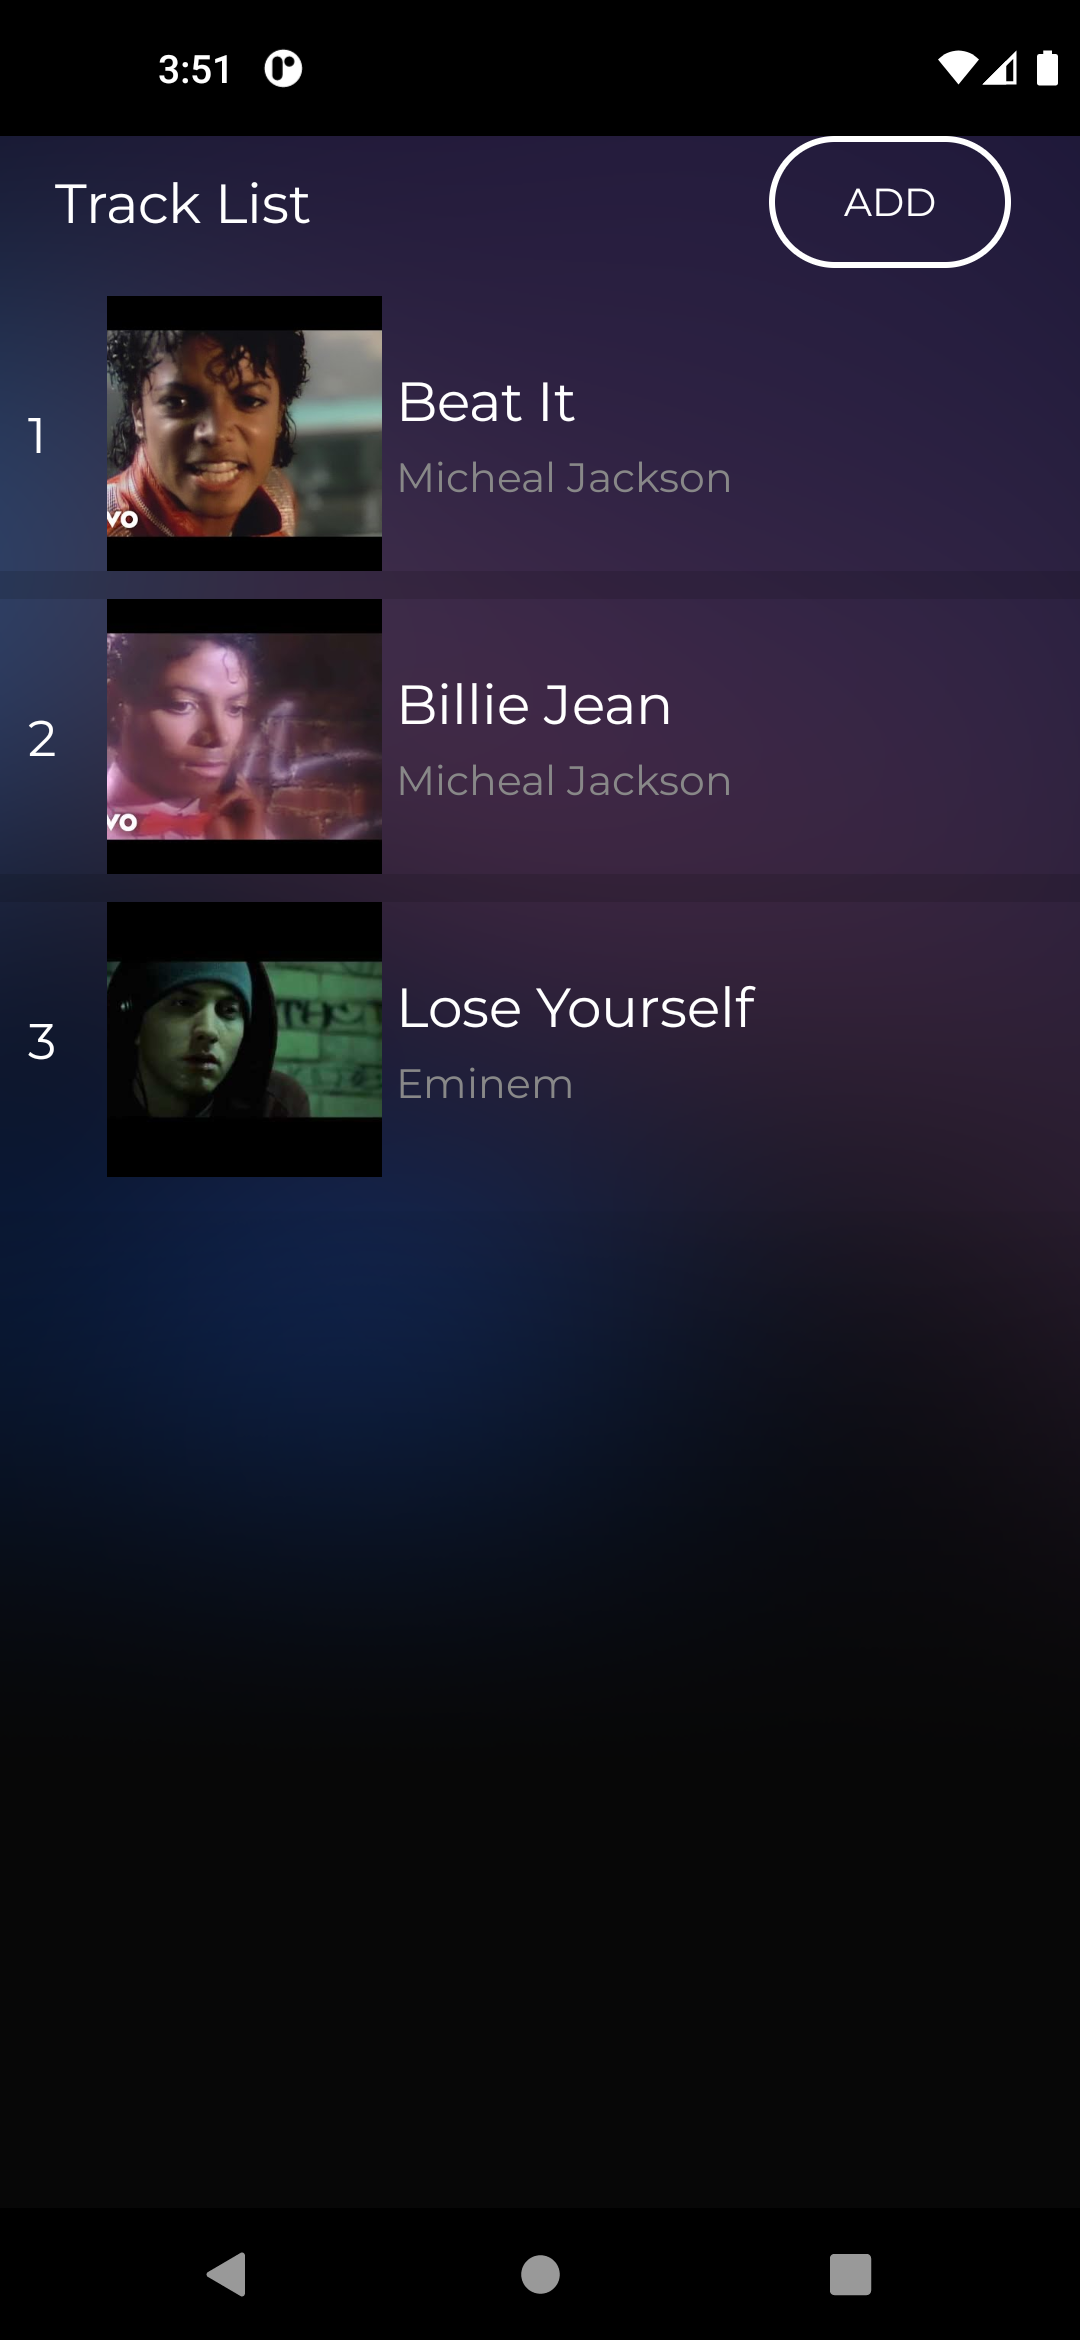 3:51
Track List
ADD
1
Beat It
Micheal Jackson
vo
2
Billie Jean
Micheal Jackson
vo
3
Lose Yourself
Eminem